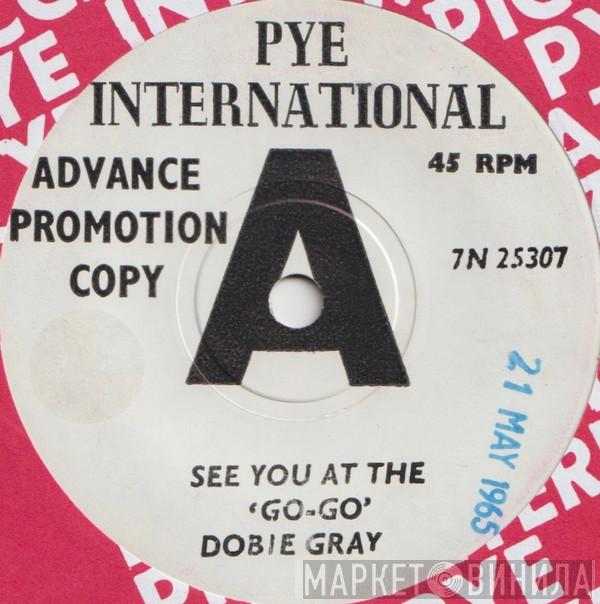 PYE
INTERNATIONAL
ADVANCE
PROMOTION
COPY
A
45 RPM
7N 25307
21 MAY 1965
SEE YOU AT THE
‘GO-GO’
DOBIE GRAY
МАРКЕТ ВИНИЛА